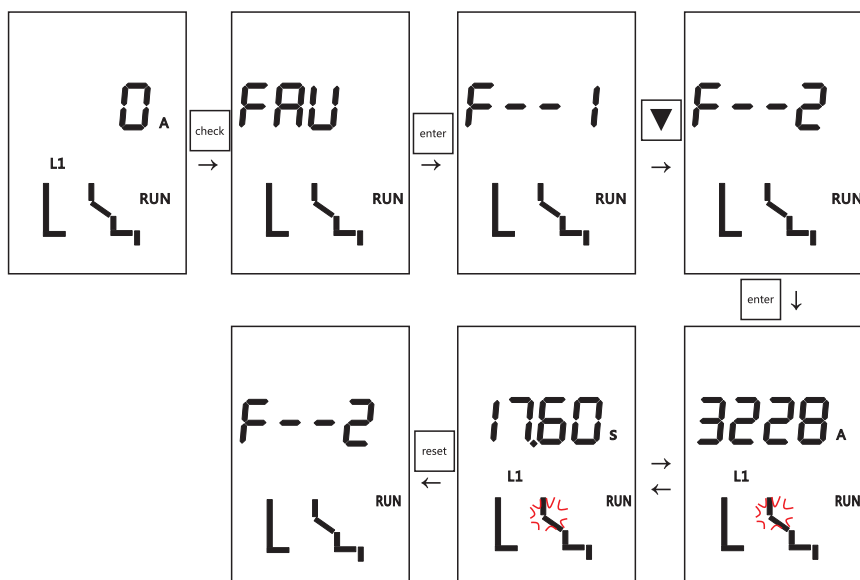 0 A
L1
RUN
check
→
FAU
RUN
enter
→
F--1
RUN
▼
→
F--2
RUN
enter ↓
3228 A
L1
RUN
→
←
17.60 s
L1
RUN
reset
←
F--2
RUN